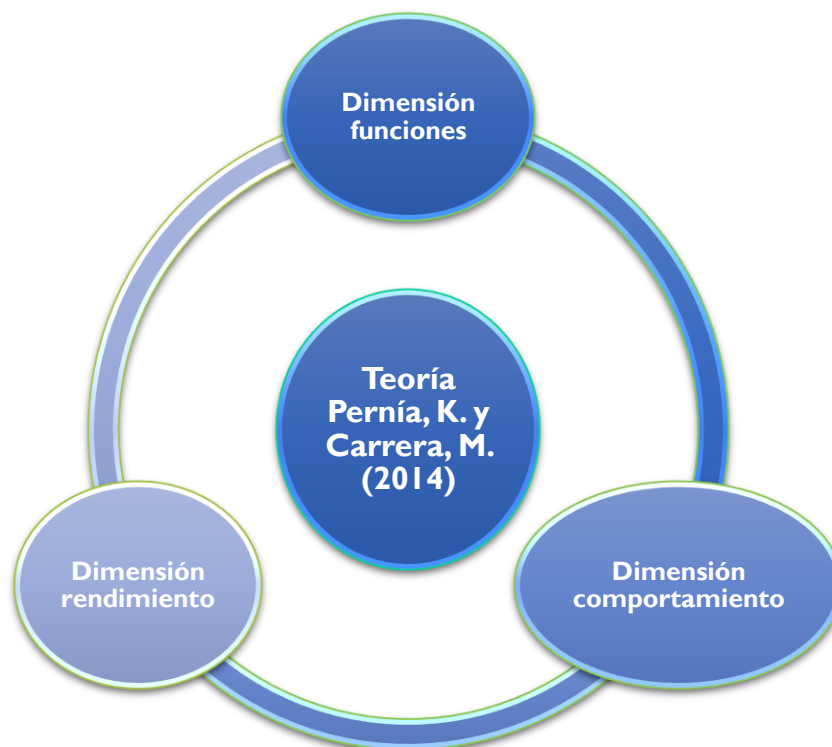 Dimensión
funciones
Teoría
Pernía, K. y
Carrera, M.
(2014)
Dimensión
rendimiento
Dimensión
comportamiento